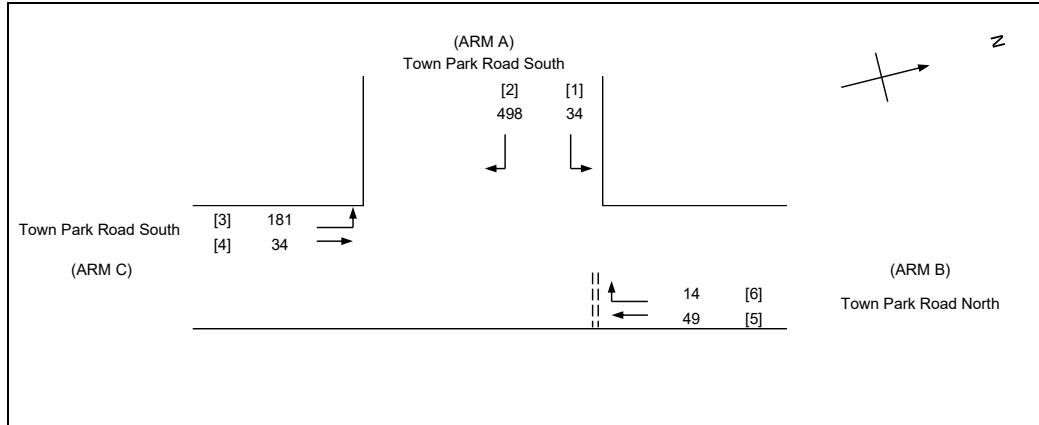 (ARM A)
Town Park Road South
N
[2] [1]
498 34
[3] 181
Town Park Road South
[4] 34
(ARM C)
(ARM B)
14 [6]
Town Park Road North
49 [5]